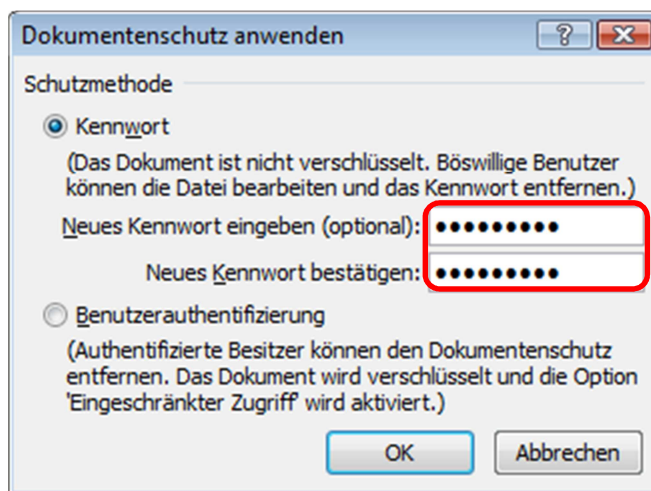 Dokumentenschutz anwenden
Schutzmethode
Kennwort
(Das Dokument ist nicht verschlüsselt. Böswillige Benutzer
können die Datei bearbeiten und das Kennwort entfernen.)
Neues Kennwort eingeben (optional): ●●●●●●●●●
Neues Kennwort bestätigen: ●●●●●●●●●
Benutzerauthentifizierung
(Authentifizierte Besitzer können den Dokumentenschutz
entfernen. Das Dokument wird verschlüsselt und die Option
'Eingeschränkter Zugriff' wird aktiviert.)
OK Abbrechen